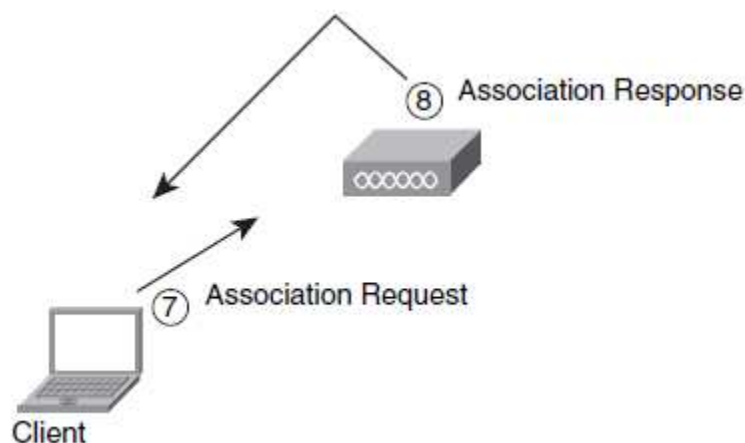 8 Association Response
7 Association Request
Client